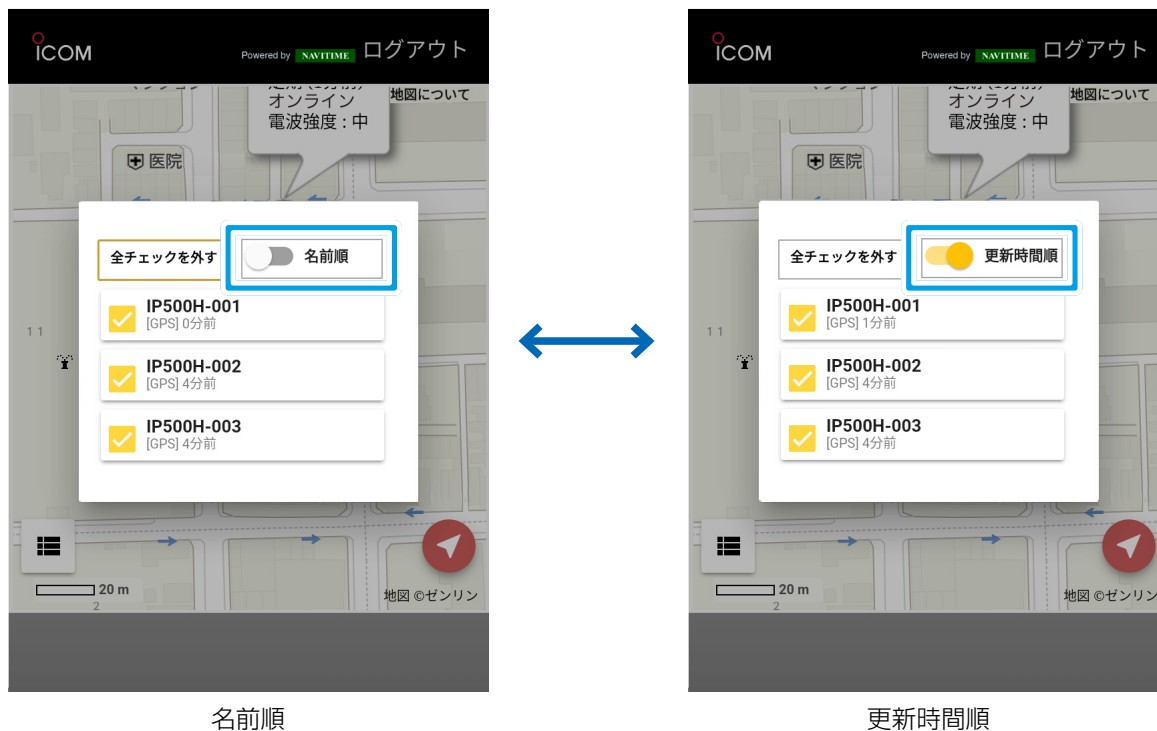 ICOM
Powered by NAVITIME ログアウト
オンライン
電波強度 : 中
地図について
医院
全チェックを外す
名前順
IP500H-001
[GPS] 0分前
IP500H-002
[GPS] 4分前
IP500H-003
[GPS] 4分前
1 1
20 m
2
地図 ©ゼンリン
名前順
ICOM
Powered by NAVITIME ログアウト
オンライン
電波強度 : 中
地図について
医院
全チェックを外す
更新時間順
IP500H-001
[GPS] 1分前
IP500H-002
[GPS] 4分前
IP500H-003
[GPS] 4分前
1 1
20 m
2
地図 ©ゼンリン
更新時間順